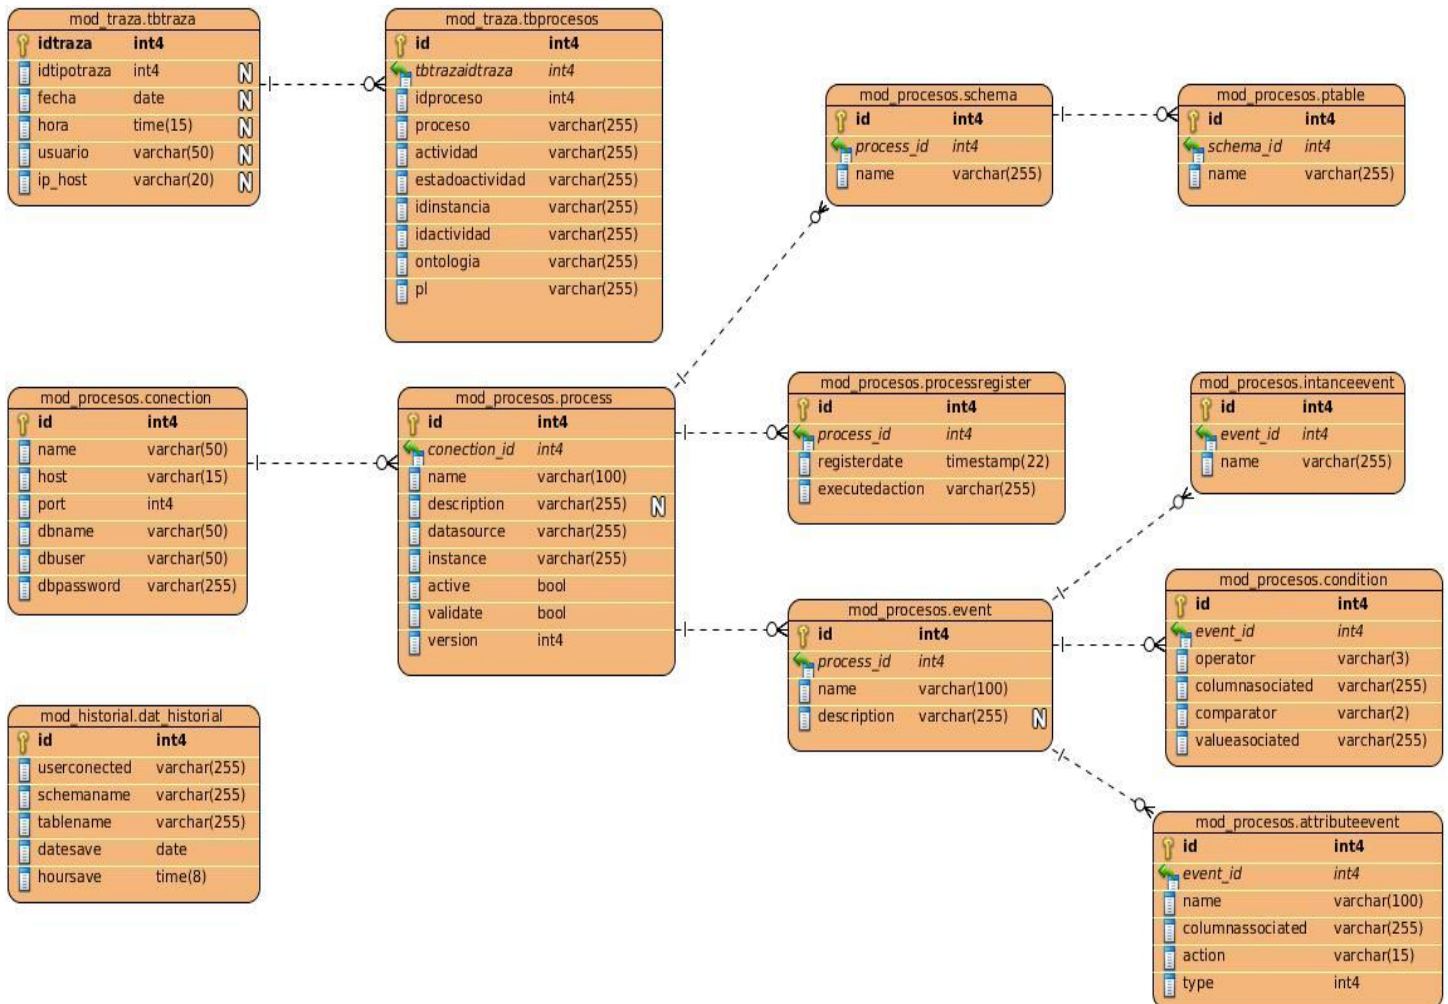 mod_traza.tbtraza
idtraza int4
idtipotraza int4 N
fecha date N
hora time(15) N
usuario varchar(50) N
ip_host varchar(20) N
mod_traza.tbprocesos
id int4
tbtrazaidtraza int4
idproceso int4
proceso varchar(255)
actividad varchar(255)
estadoactividad varchar(255)
idinstancia varchar(255)
idactividad varchar(255)
ontologia varchar(255)
pl varchar(255)
mod_procesos.schema
id int4
process_id int4
name varchar(255)
mod_procesos.ptable
id int4
schema_id int4
name varchar(255)
mod_procesos.conection
id int4
name varchar(50)
host varchar(15)
port int4
dbname varchar(50)
dbuser varchar(50)
dbpassword varchar(255)
mod_procesos.process
id int4
conection_id int4
name varchar(100)
description varchar(255) N
datasource varchar(255)
instance varchar(255)
active bool
validate bool
version int4
mod_procesos.processregister
id int4
process_id int4
registerdate timestamp(22)
executedaction varchar(255)
mod_procesos.intanceevent
id int4
event_id int4
name varchar(255)
mod_procesos.event
id int4
process_id int4
name varchar(100)
description varchar(255) N
mod_procesos.condition
id int4
event_id int4
operator varchar(3)
columnasociated varchar(255)
comparator varchar(2)
valueasociated varchar(255)
mod_historial.dat_historial
id int4
userconected varchar(255)
schemaname varchar(255)
tablename varchar(255)
datesave date
hoursave time(8)
mod_procesos.attributeevent
id int4
event_id int4
name varchar(100)
columnassociated varchar(255)
action varchar(15)
type int4